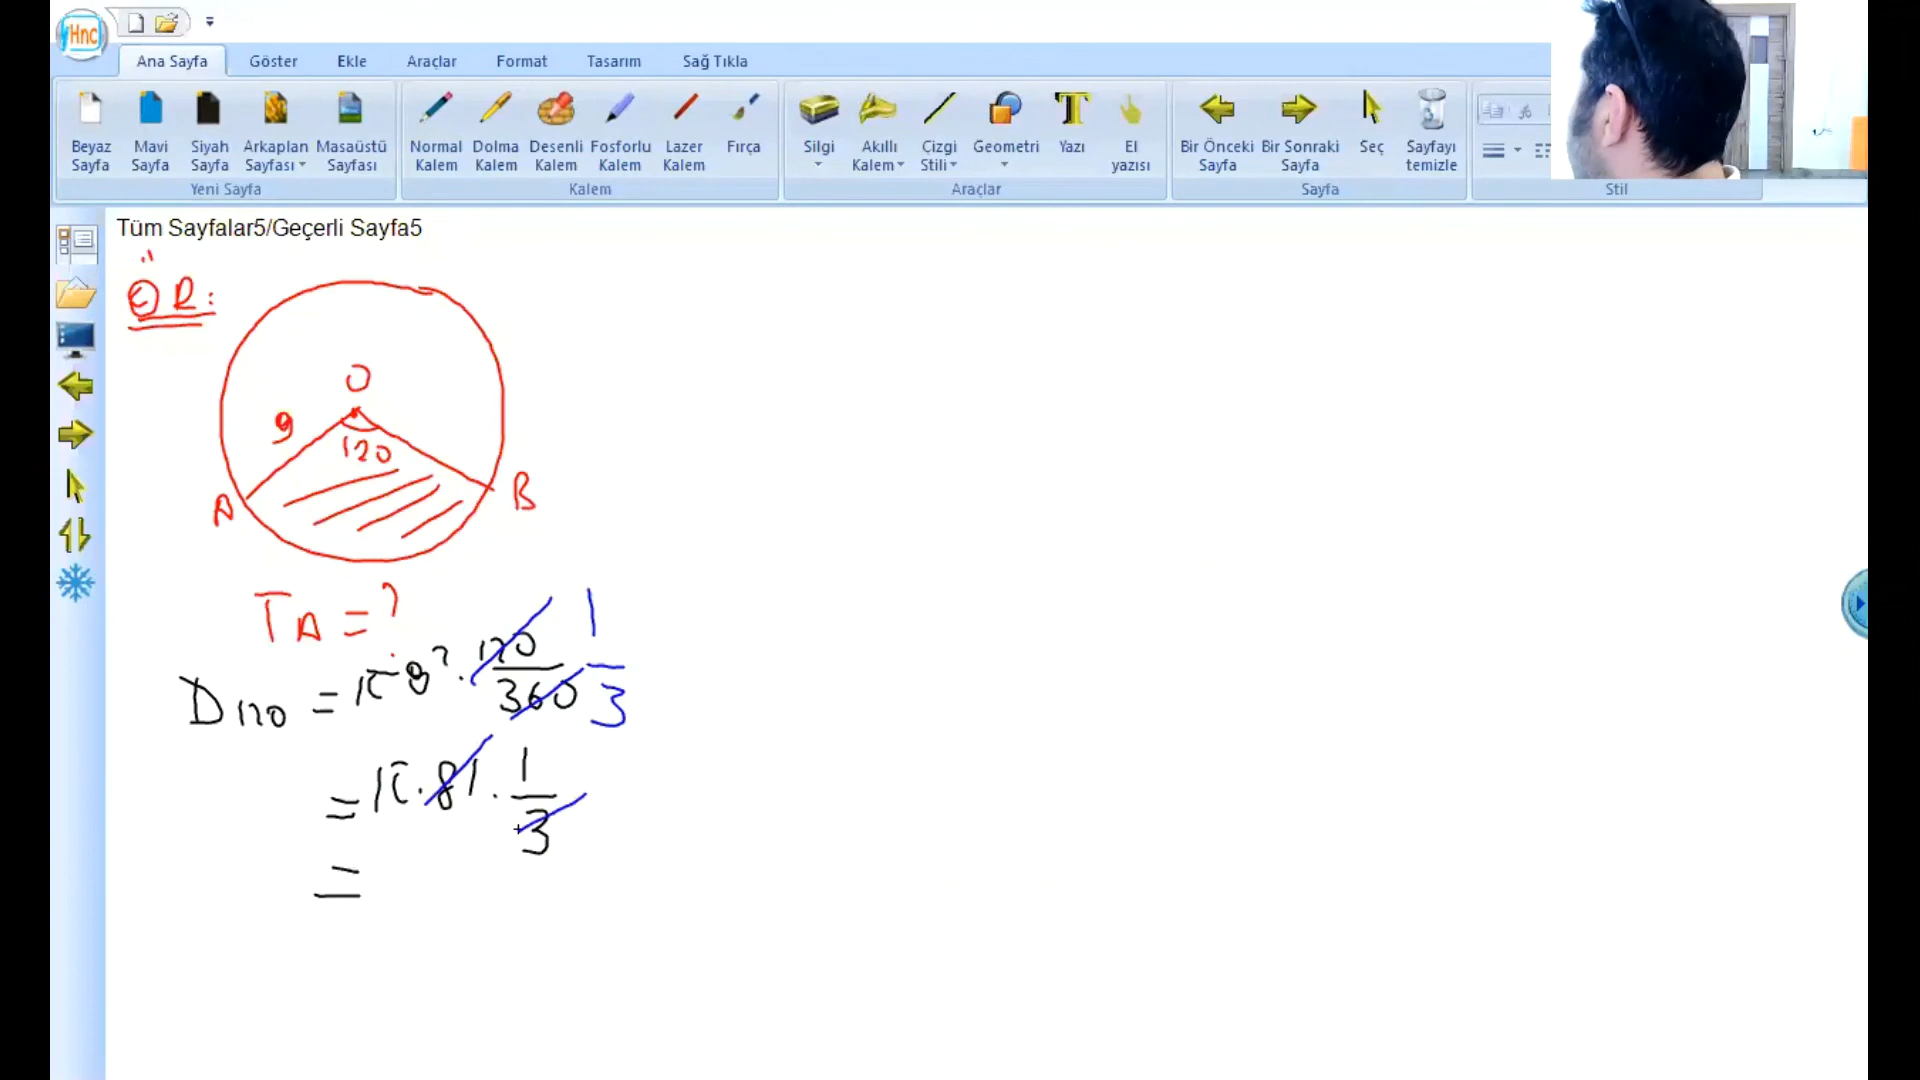 Hnc
Ana Sayfa Göster Ekle Araçlar Format Tasarım Sağ Tıkla
Beyaz Sayfa Mavi Sayfa Siyah Sayfa Arkaplan Sayfası Masaüstü Sayfası Normal Kalem Dolma Kalem Desenli Kalem Fosforlu Kalem Lazer Kalem Fırça Silgi Akıllı Kalem Çizgi Stili Geometri Yazı El yazısı Bir Önceki Sayfa Bir Sonraki Sayfa Seç Sayfayı temizle
Yeni Sayfa Kalem Araçlar Sayfa Stil
Tüm Sayfalar5/Geçerli Sayfa5
ÖR:
O
9
120
A B
TA = ?
D120 = π 9² · 120/360 1/3
= π · 81 · 1/3
=